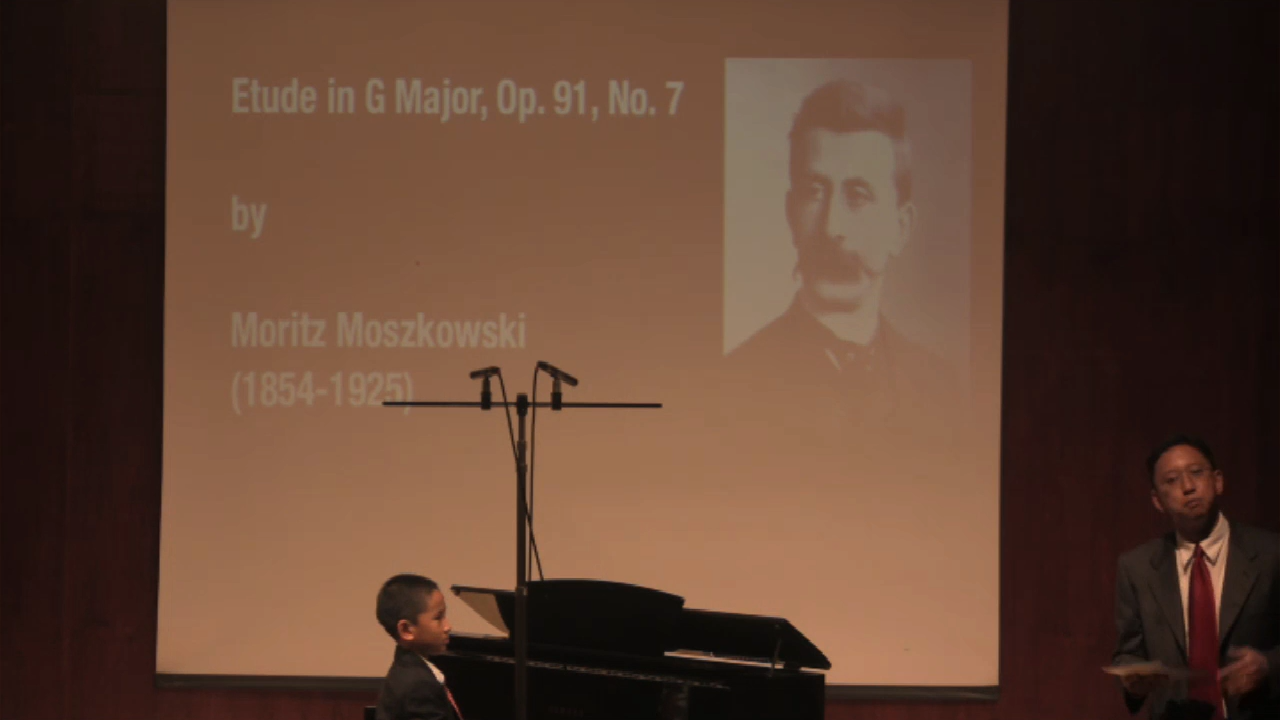 Etude in G Major, Op. 91, No. 7
by
Moritz Moszkowski
(1854-1925)